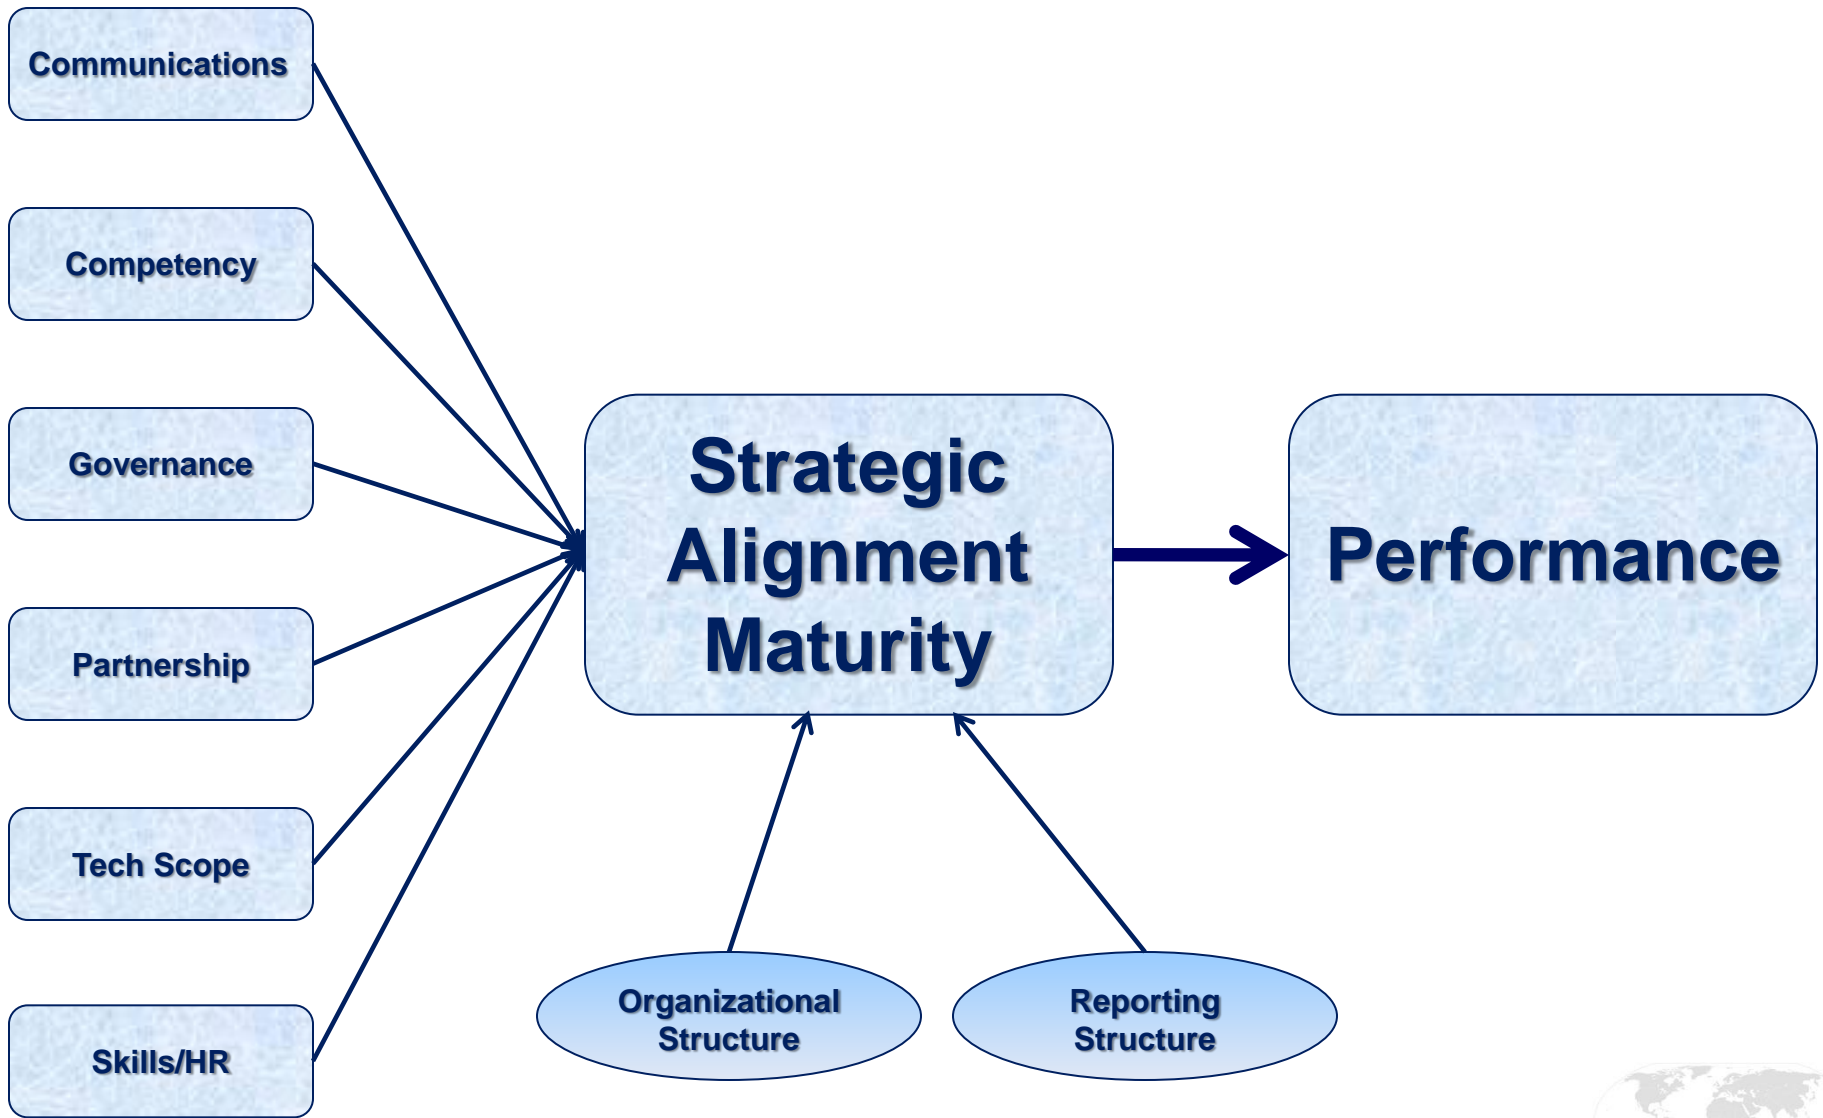 Communications
Competency
Governance
Partnership
Tech Scope
Skills/HR
Strategic
Alignment
Maturity
Performance
Organizational
Structure
Reporting
Structure